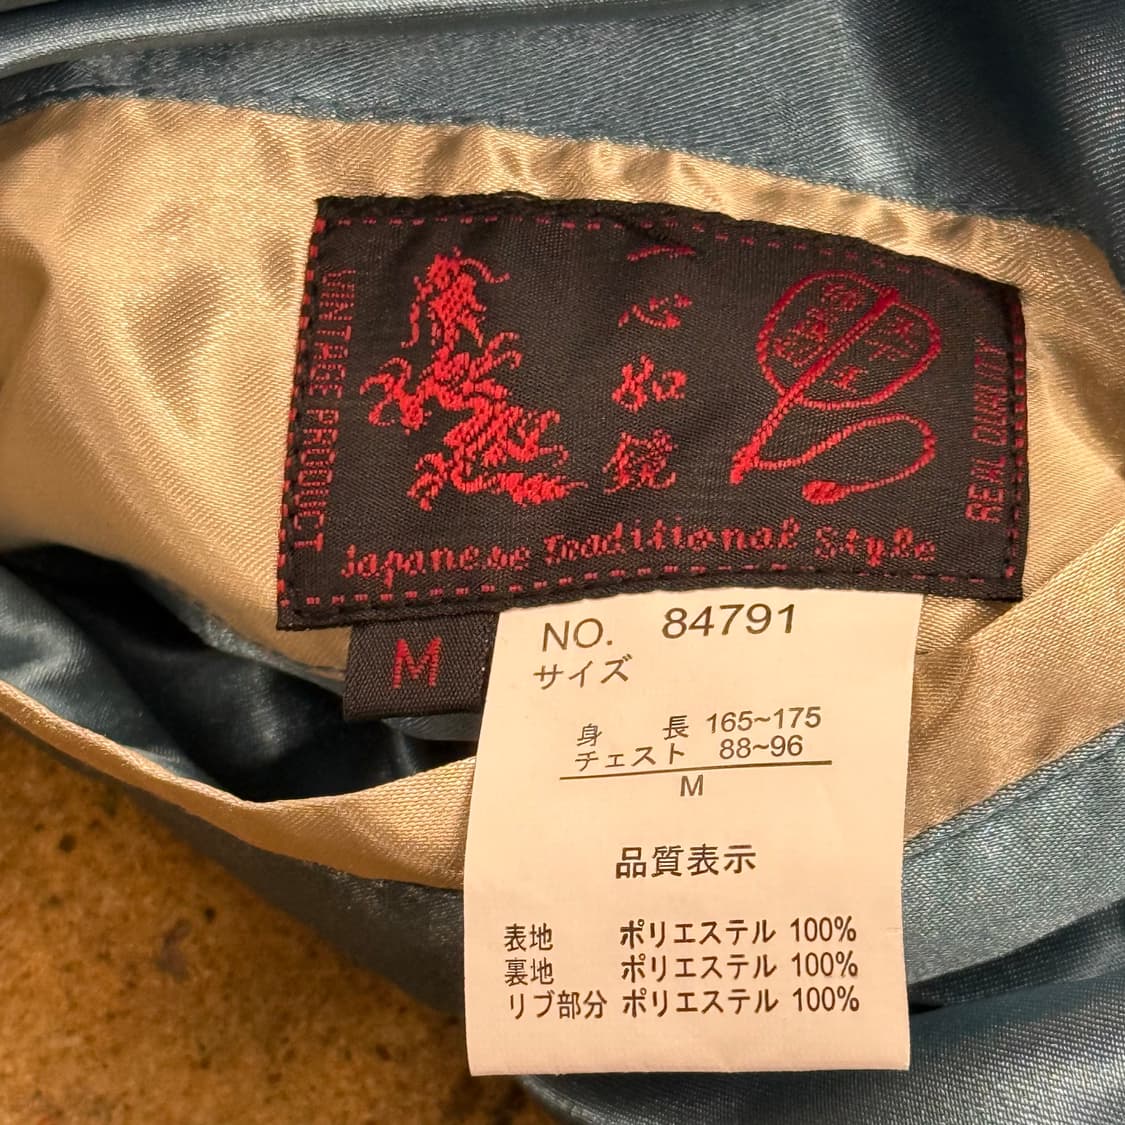 VINTAGE PRODUCT
一心如鏡
REAL QUALITY
Japanese Traditional Style
M
NO. 84791
サイズ
身 長 165~175
チェスト 88~96
M
品質表示
表地 ポリエステル 100%
裏地 ポリエステル 100%
リブ部分 ポリエステル 100%